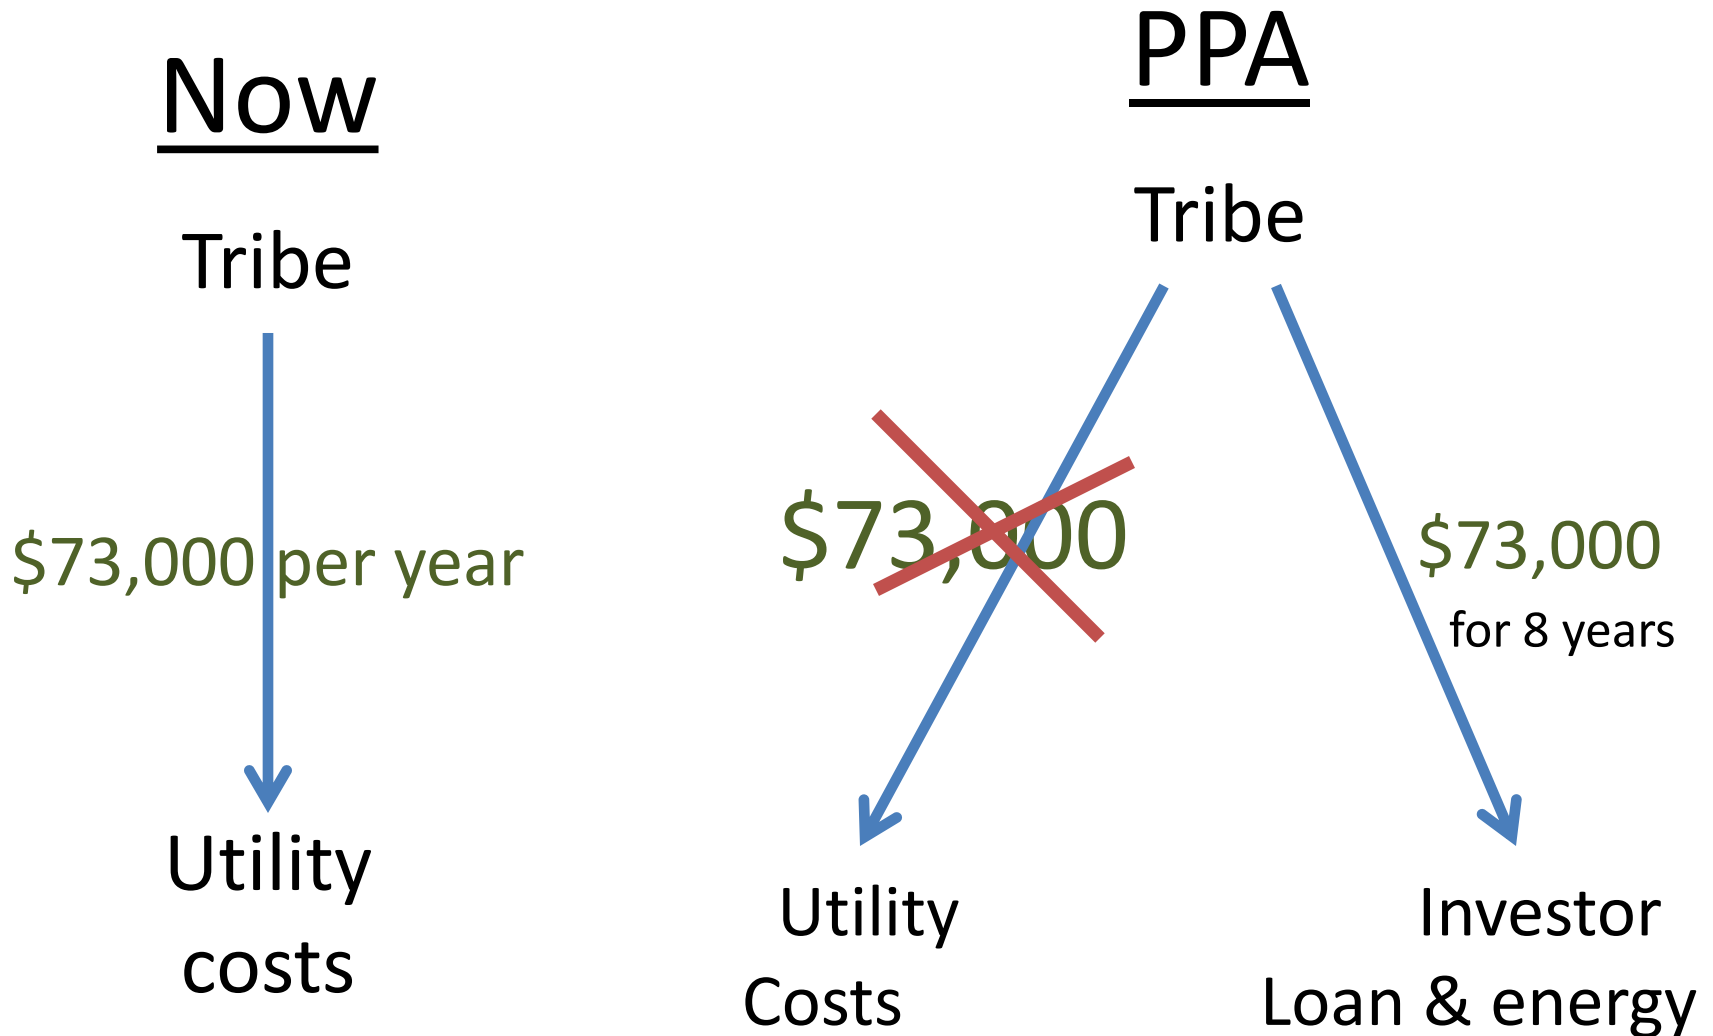 Now
Tribe
$73,000 per year
Utility
costs
PPA
Tribe
$73,000
$73,000
for 8 years
Utility
Costs
Investor
Loan & energy